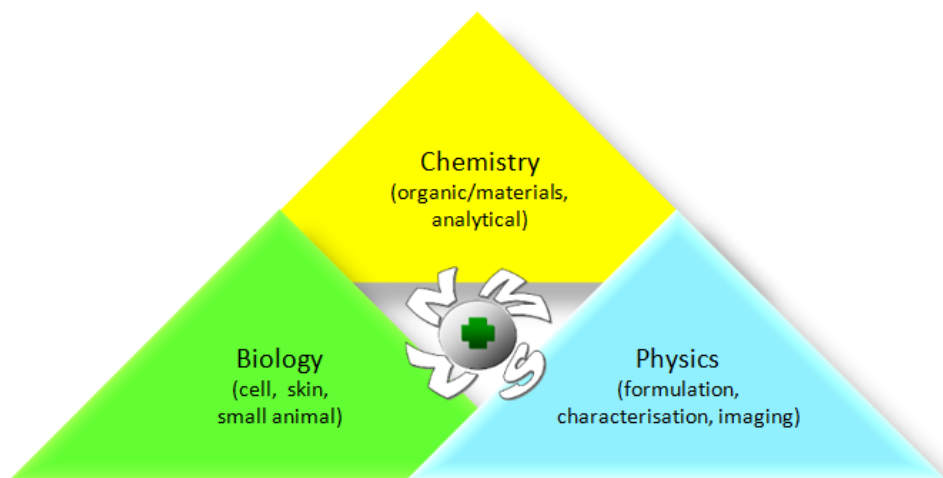 Chemistry
(organic/materials,
analytical)
Biology
(cell, skin,
small animal)
Physics
(formulation,
characterisation, imaging)